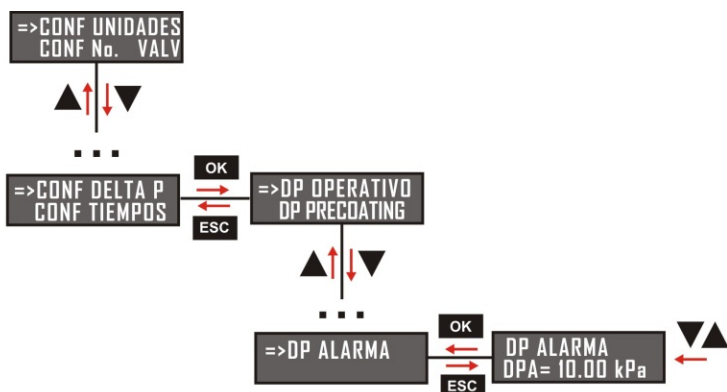 =>CONF UNIDADES
CONF No. VALV
...
=>CONF DELTA P
CONF TIEMPOS
OK
ESC
=>DP OPERATIVO
DP PRECOATING
...
=>DP ALARMA
OK
ESC
DP ALARMA
DPA= 10.00 kPa